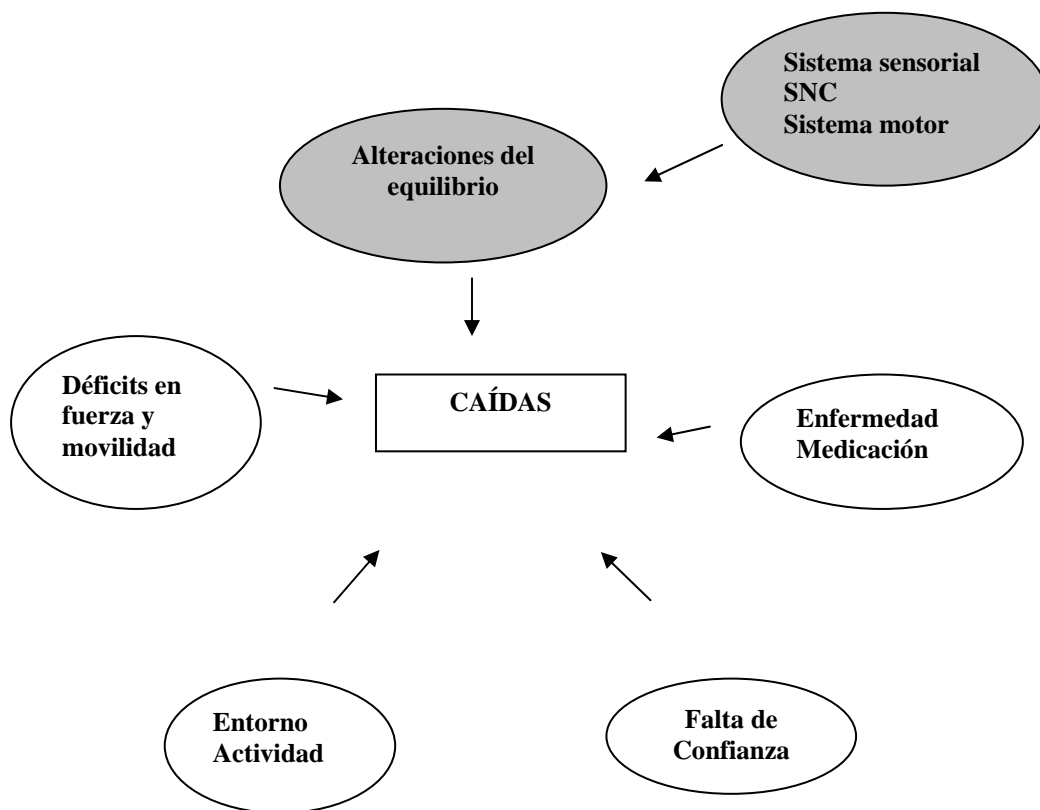 Sistema sensorial
SNC
Sistema motor
Alteraciones del
equilibrio
Déficits en
fuerza y
movilidad
CAÍDAS
Enfermedad
Medicación
Entorno
Actividad
Falta de
Confianza